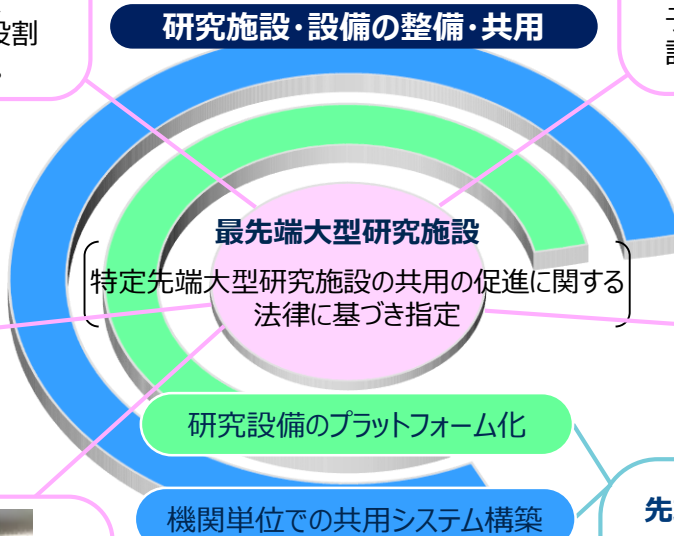 役割
研究施設・設備の整備・共用
最先端大型研究施設
特定先端大型研究施設の共用の促進に関する
法律に基づき指定
研究設備のプラットフォーム化
機関単位での共用システム構築
先